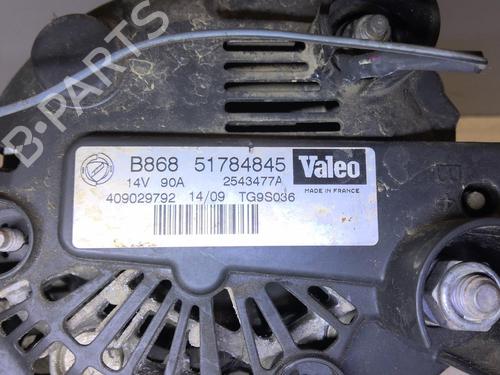 B-PARTS
B868 51784845
14V 90A 2543477A
409029792 14/09 TG9S036
Valeo
MADE IN FRANCE